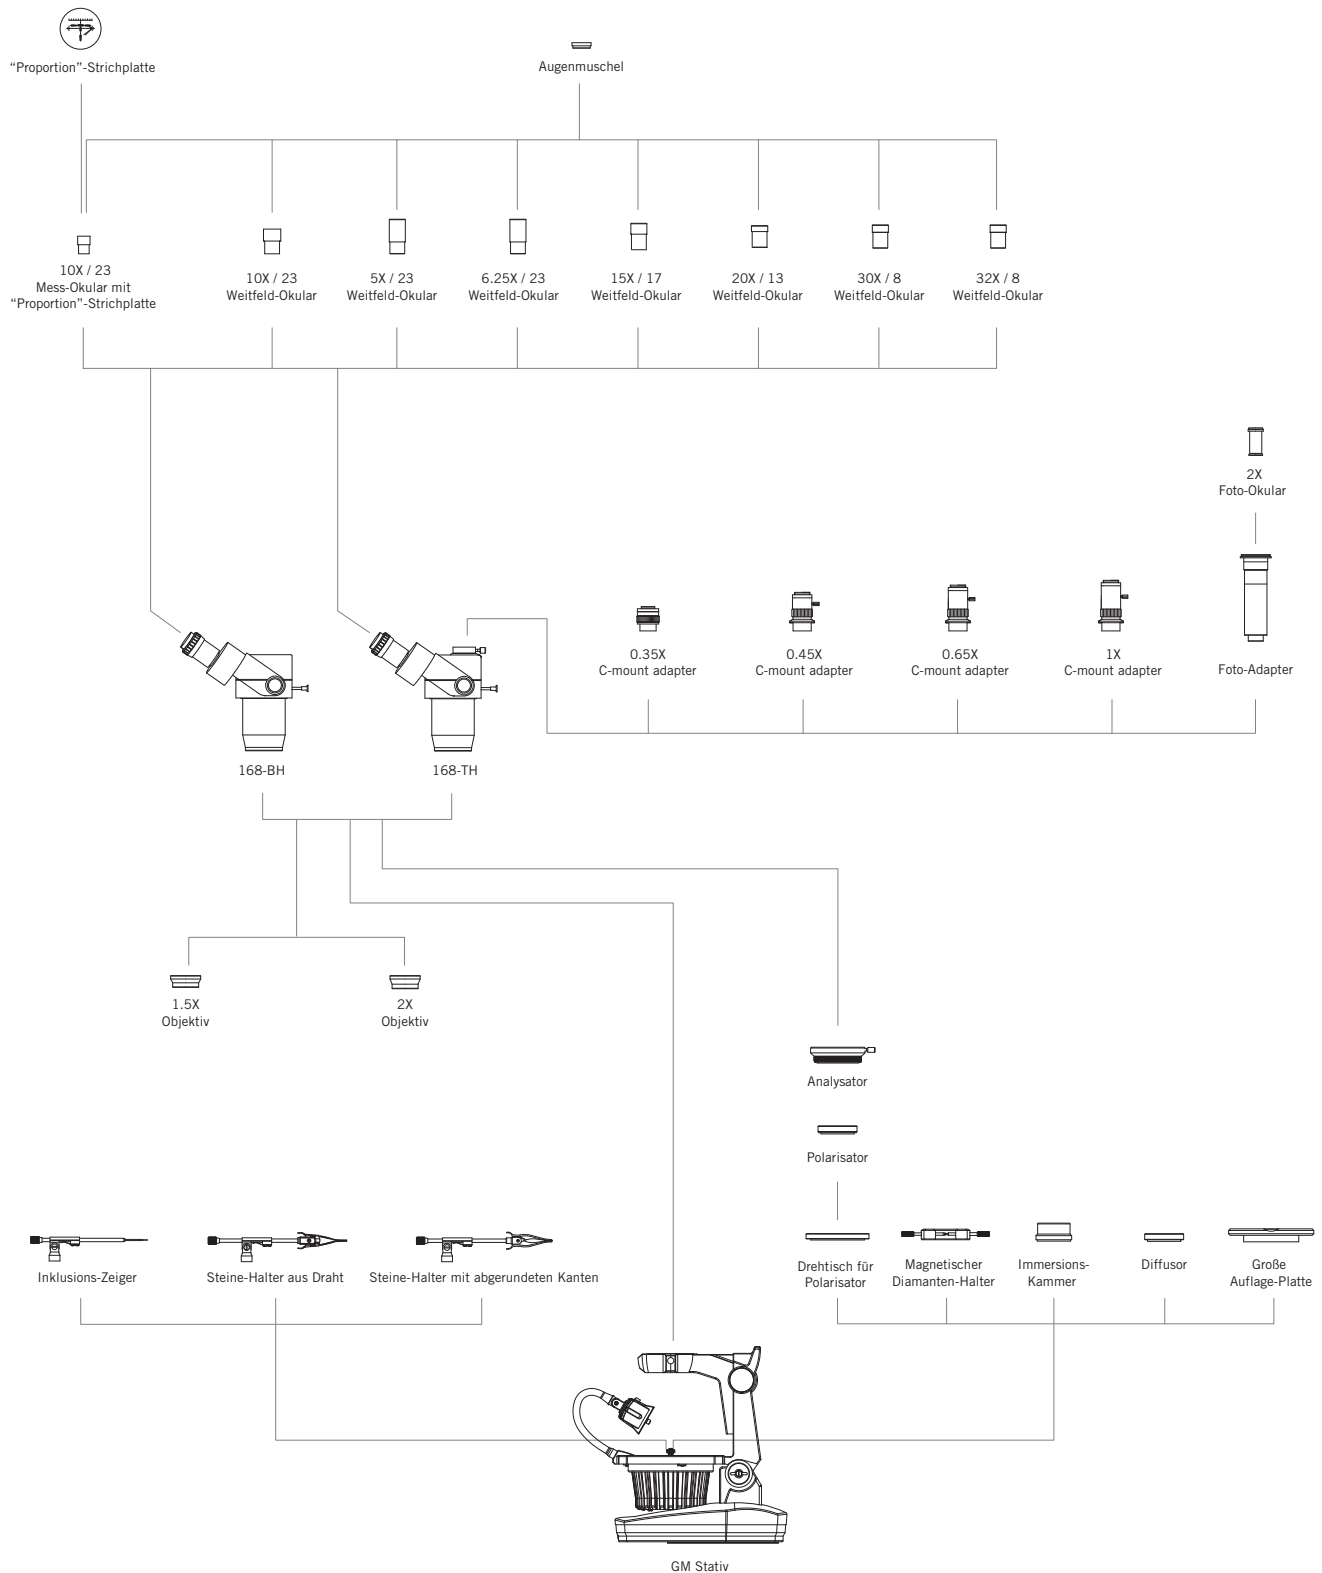 “Proportion”-Strichplatte
Augenmuschel
10X / 23
Mess-Okular mit
“Proportion”-Strichplatte
10X / 23
Weitfeld-Okular
5X / 23
Weitfeld-Okular
6.25X / 23
Weitfeld-Okular
15X / 17
Weitfeld-Okular
20X / 13
Weitfeld-Okular
30X / 8
Weitfeld-Okular
32X / 8
Weitfeld-Okular
2X
Foto-Okular
0.35X
C-mount adapter
0.45X
C-mount adapter
0.65X
C-mount adapter
1X
C-mount adapter
Foto-Adapter
168-BH
168-TH
1.5X
Objektiv
2X
Objektiv
Analysator
Polarisator
Inklusions-Zeiger
Steine-Halter aus Draht
Steine-Halter mit abgerundeten Kanten
Drehtisch für
Polarisator
Magnetischer
Diamanten-Halter
Immersions-
Kammer
Diffusor
Große
Auflage-Platte
GM Stativ